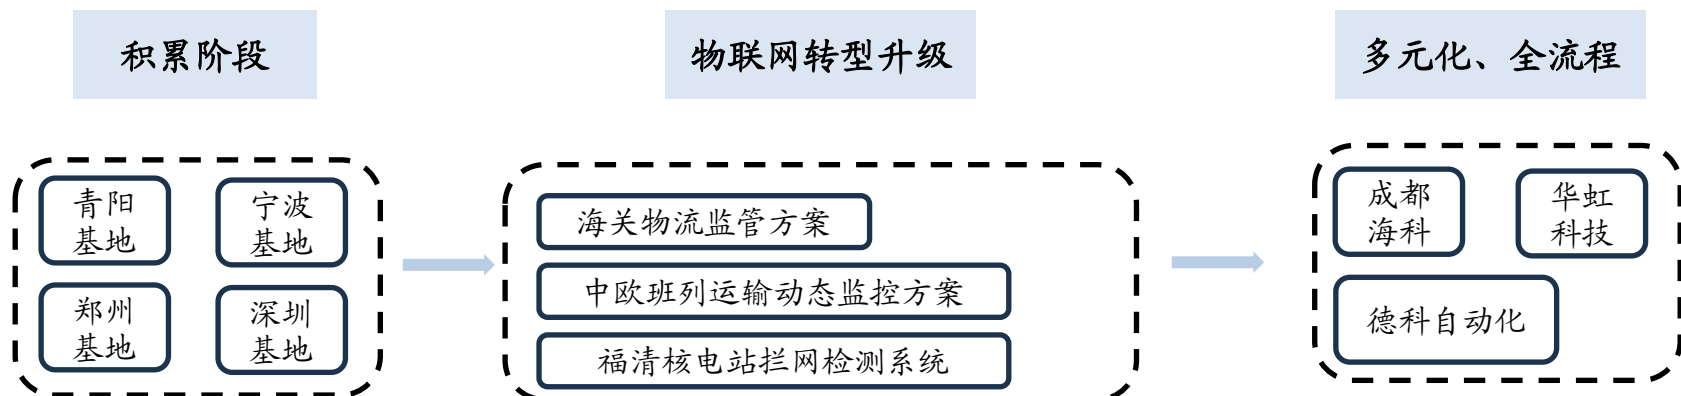 积累阶段
物联网转型升级
多元化、全流程
青阳
基地
宁波
基地
郑州
基地
深圳
基地
海关物流监管方案
中欧班列运输动态监控方案
福清核电站拦网检测系统
成都
海科
华虹
科技
德科自动化